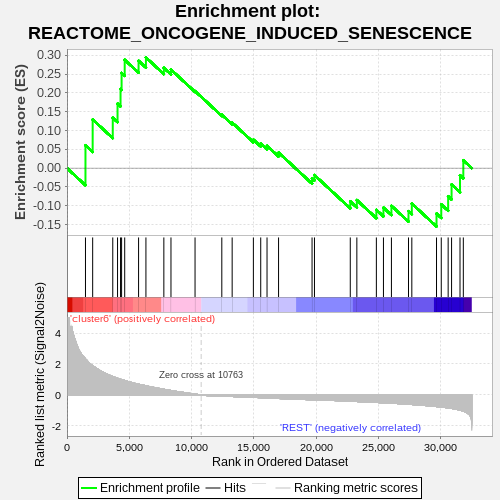 Enrichment plot:
REACTOME_ONCOGENE_INDUCED_SENESCENCE
Enrichment score (ES)
0.30
0.25
0.20
0.15
0.10
0.05
0.00
-0.05
-0.10
-0.15
'cluster6' (positively correlated)
Ranked list metric (Signal2Noise)
4
2
0
-2
Zero cross at 10763
'REST' (negatively correlated)
0
5,000
10,000
15,000
20,000
25,000
30,000
Rank in Ordered Dataset
Enrichment profile
Hits
Ranking metric scores